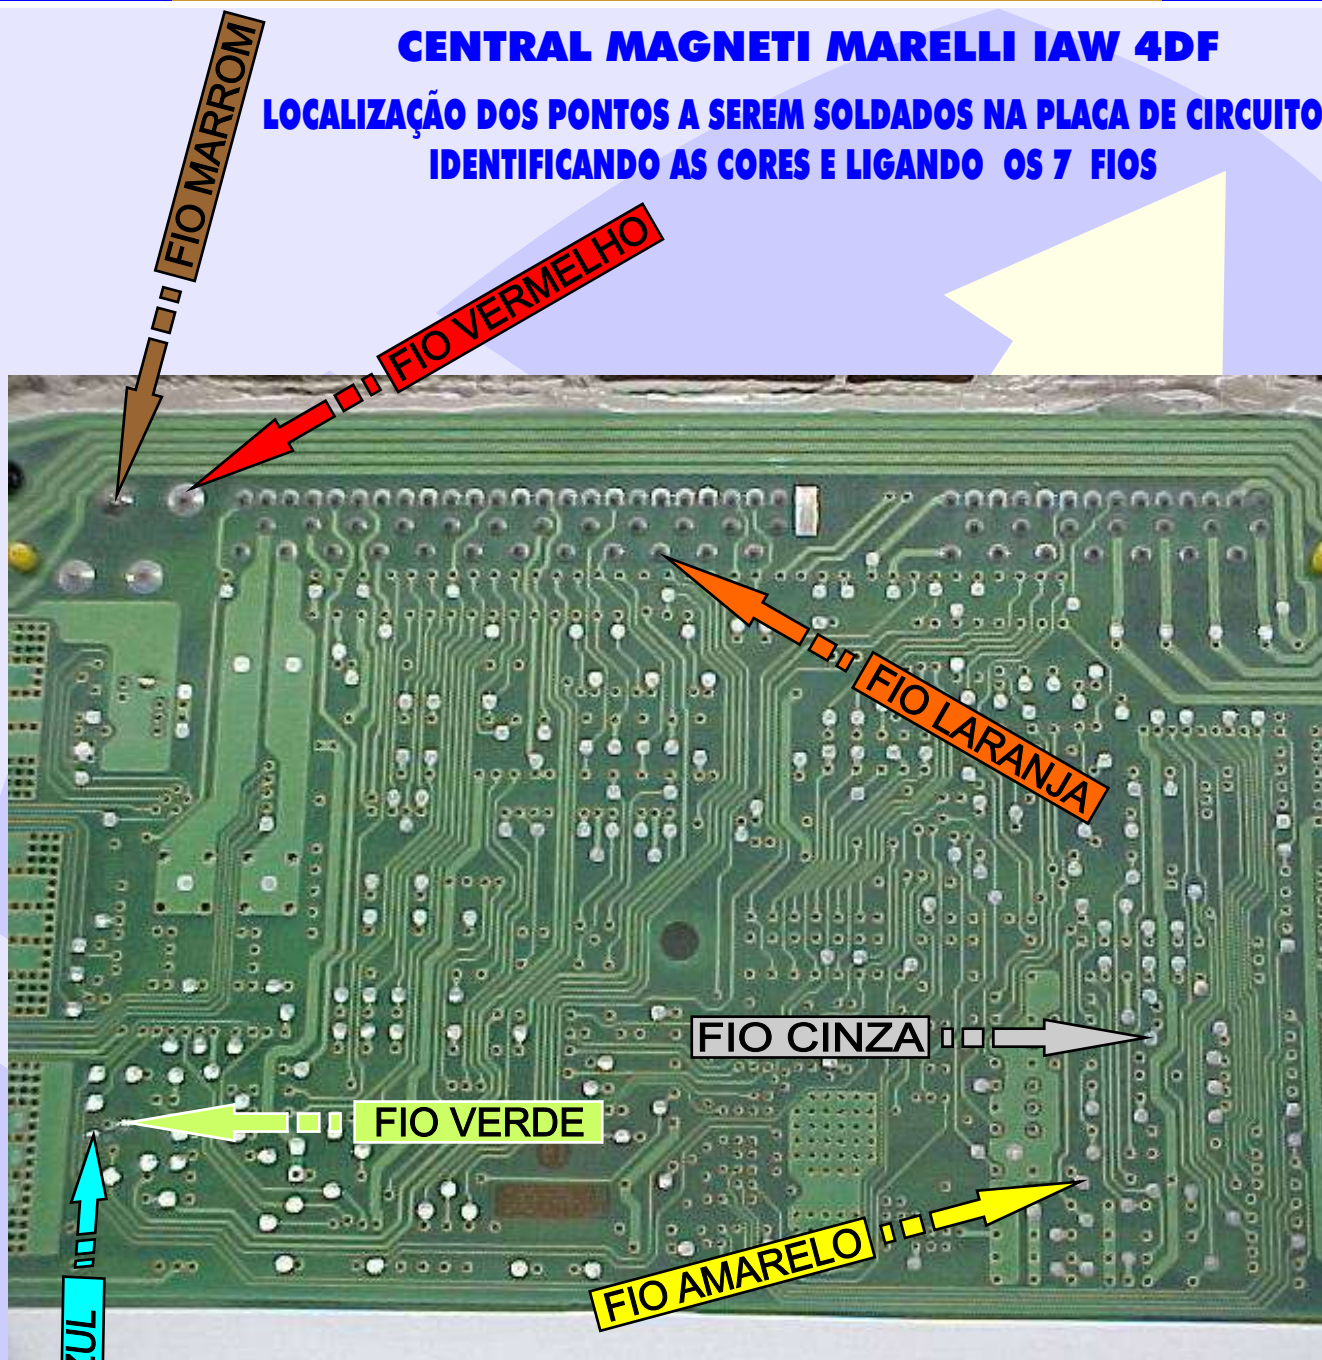 CENTRAL MAGNETI MARELLI IAW 4DF
LOCALIZAÇÃO DOS PONTOS A SEREM SOLDADOS NA PLACA DE CIRCUITO
IDENTIFICANDO AS CORES E LIGANDO OS 7 FIOS
FIO MARROM
FIO VERMELHO
FIO LARANJA
FIO CINZA
FIO VERDE
FIO AMARELO